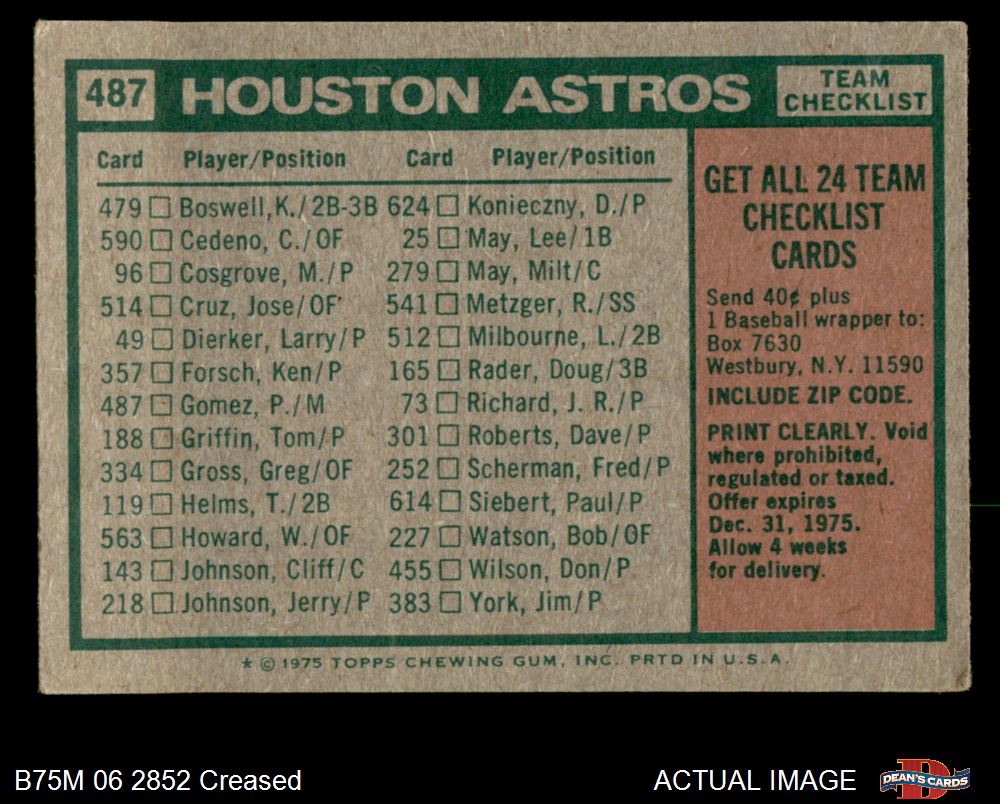 487 HOUSTON ASTROS TEAM CHECKLIST
Card Player/Position Card Player/Position
479 Boswell,K./2B-3B 624 Konieczny, D./P
590 Cedeno, C./OF 25 May, Lee/1B
96 Cosgrove, M./P 279 May, Milt/C
514 Cruz, Jose/OF 541 Metzger, R./SS
49 Dierker, Larry/P 512 Milbourne, L./2B
357 Forsch, Ken/P 165 Rader, Doug/3B
487 Gomez, P./M 73 Richard, J. R./P
188 Griffin, Tom/P 301 Roberts, Dave/P
334 Gross, Greg/OF 252 Scherman, Fred/P
119 Helms, T./2B 614 Siebert, Paul/P
563 Howard, W./OF 227 Watson, Bob/OF
143 Johnson, Cliff/C 455 Wilson, Don/P
218 Johnson, Jerry/P 383 York, Jim/P
GET ALL 24 TEAM
CHECKLIST
CARDS
Send 40¢ plus
1 Baseball wrapper to:
Box 7630
Westbury, N.Y. 11590
INCLUDE ZIP CODE.
PRINT CLEARLY. Void
where prohibited,
regulated or taxed.
Offer expires
Dec. 31, 1975.
Allow 4 weeks
for delivery.
* © 1975 TOPPS CHEWING GUM, INC. PRTD IN U.S.A.
B75M 06 2852 Creased ACTUAL IMAGE DEAN'S CARDS